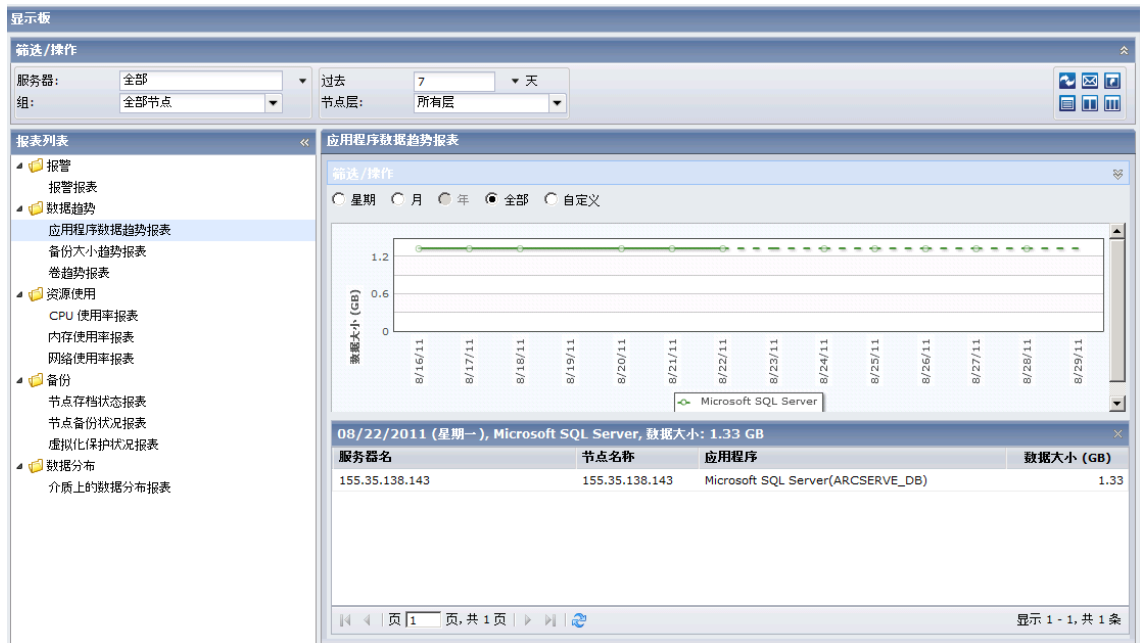 显示板
筛选/操作
服务器: 全部 过去 7 天
组: 全部节点 节点层: 所有层
报表列表
报警
报警报表
数据趋势
应用程序数据趋势报表
备份大小趋势报表
卷趋势报表
资源使用
CPU 使用率报表
内存使用率报表
网络使用率报表
备份
节点存档状态报表
节点备份状况报表
虚拟化保护状况报表
数据分布
介质上的数据分布报表
应用程序数据趋势报表
筛选/操作
星期 月 年 全部 自定义
数据大小 (GB)
1.2
0.6
0
8/16/11 8/17/11 8/18/11 8/19/11 8/20/11 8/21/11 8/22/11 8/23/11 8/24/11 8/25/11 8/26/11 8/27/11 8/28/11 8/29/11
Microsoft SQL Server
08/22/2011 (星期一), Microsoft SQL Server, 数据大小: 1.33 GB
服务器名 节点名称 应用程序 数据大小 (GB)
155.35.138.143 155.35.138.143 Microsoft SQL Server(ARCSERVE_DB) 1.33
页 1 页, 共 1 页 显示 1 - 1, 共 1 条